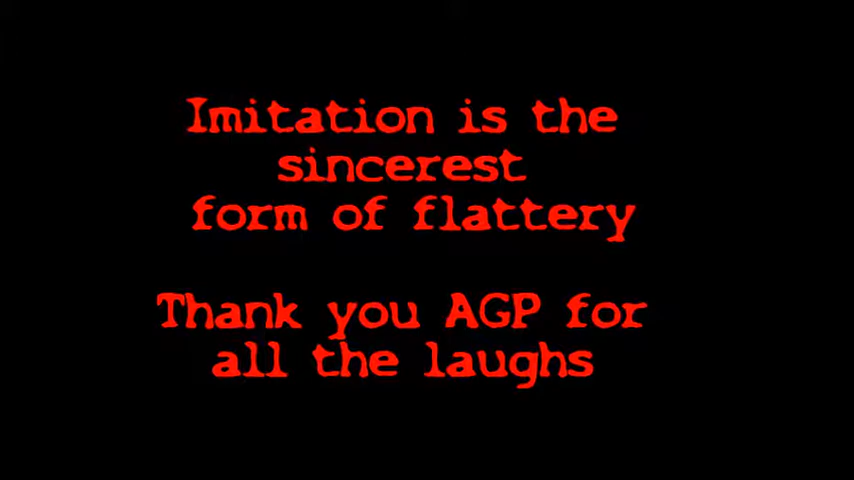 Imitation is the
sincerest
form of flattery
Thank you AGP for
all the laughs